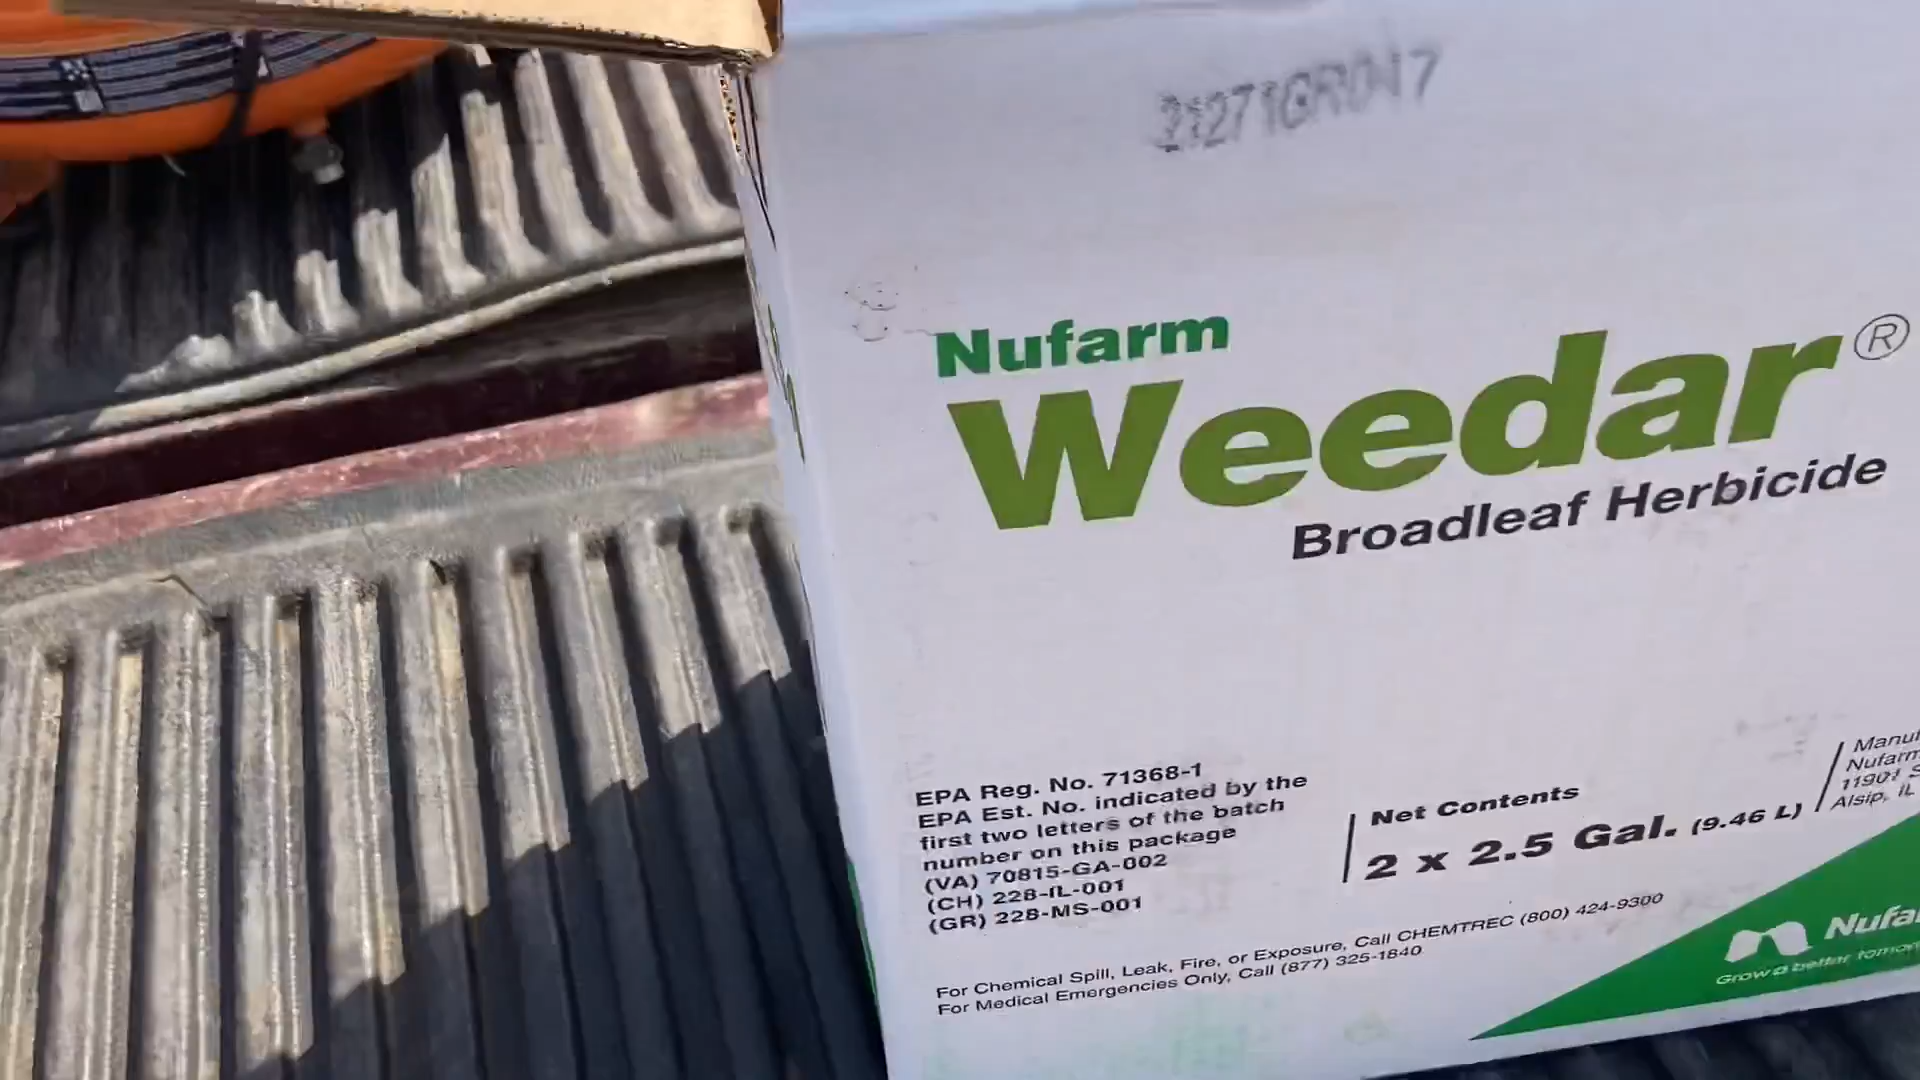 21271GR047
Nufarm
Weedar®
Broadleaf Herbicide
EPA Reg. No. 71368-1
EPA Est. No. indicated by the
first two letters of the batch
number on this package
(VA) 70815-GA-002
(CH) 228-IL-001
(GR) 228-MS-001
Net Contents
2 x 2.5 Gal. (9.46 L)
Nufarm
11901 S
Alsip, IL
For Chemical Spill, Leak, Fire, or Exposure, Call CHEMTREC (800) 424-9300
For Medical Emergencies Only, Call (877) 325-1840
Nufa
Grow a better tomor